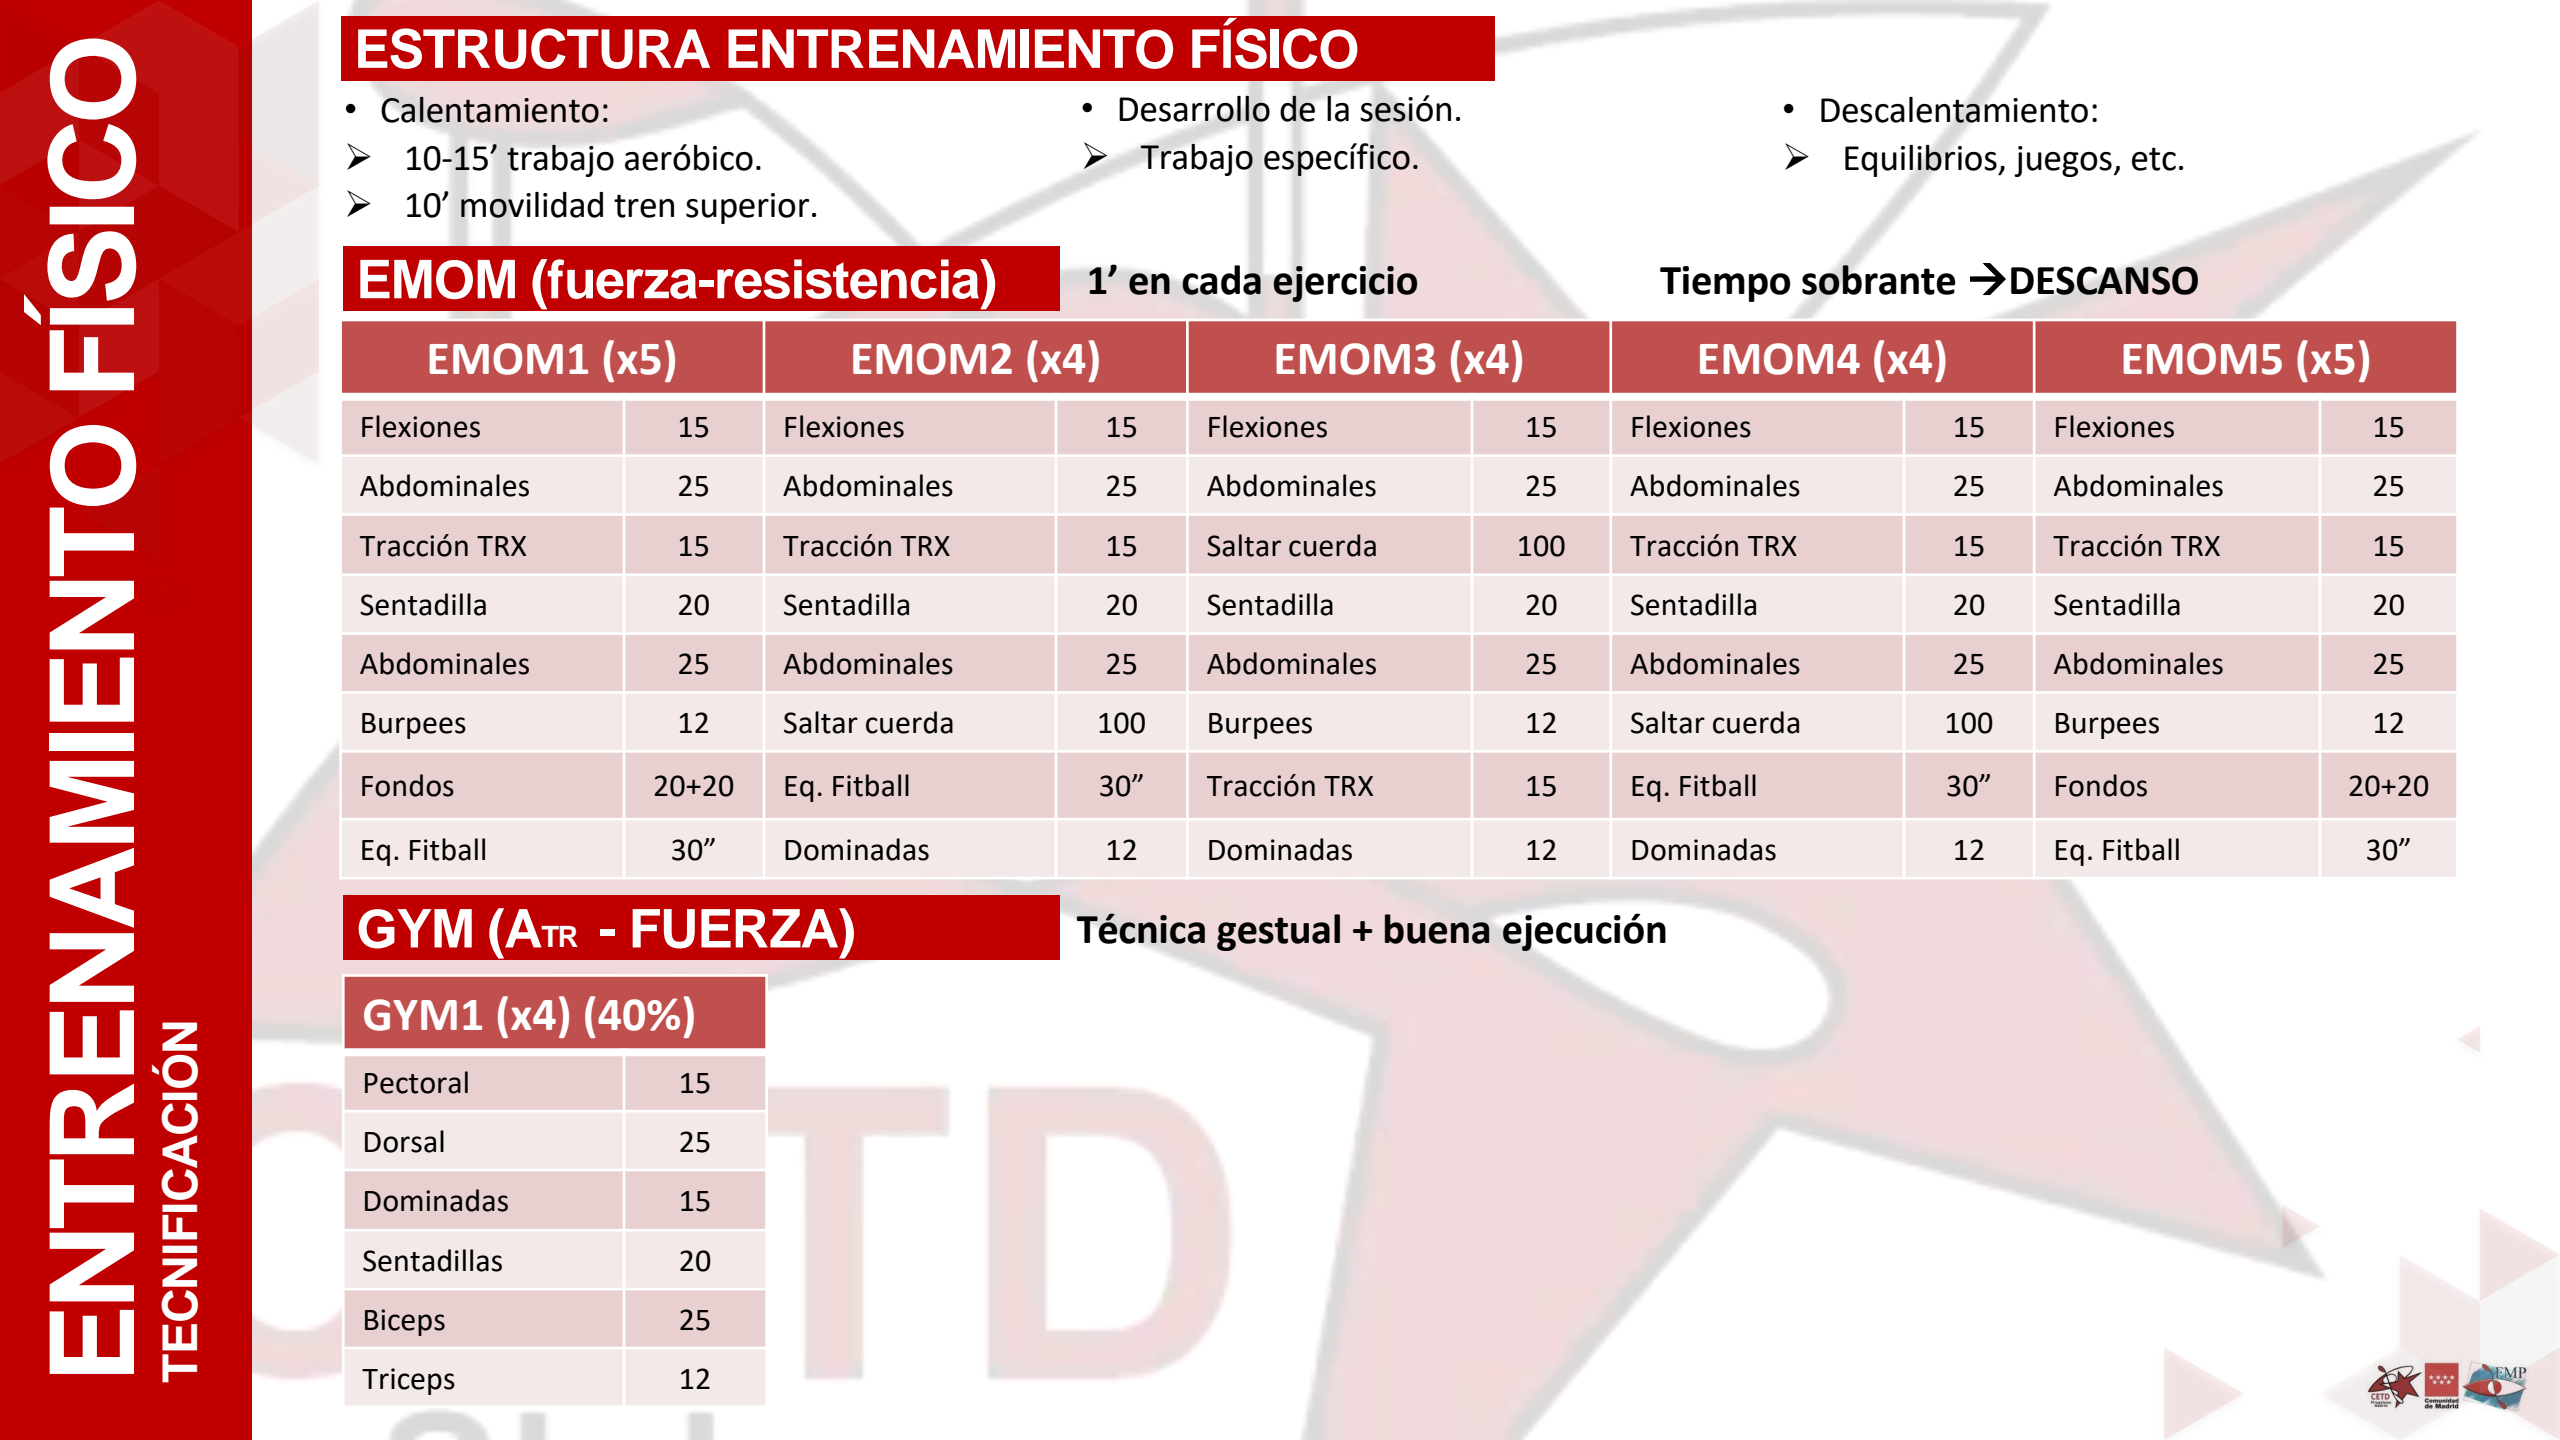 ENTRENAMIENTO FÍSICO
TECNIFICACIÓN
ESTRUCTURA ENTRENAMIENTO FÍSICO
• Calentamiento:
➢ 10-15’ trabajo aeróbico.
➢ 10’ movilidad tren superior.
• Desarrollo de la sesión.
➢ Trabajo específico.
• Descalentamiento:
➢ Equilibrios, juegos, etc.
EMOM (fuerza-resistencia) 1’ en cada ejercicio Tiempo sobrante →DESCANSO
EMOM1 (x5) EMOM2 (x4) EMOM3 (x4) EMOM4 (x4) EMOM5 (x5)
Flexiones 15 Flexiones 15 Flexiones 15 Flexiones 15 Flexiones 15
Abdominales 25 Abdominales 25 Abdominales 25 Abdominales 25 Abdominales 25
Tracción TRX 15 Tracción TRX 15 Saltar cuerda 100 Tracción TRX 15 Tracción TRX 15
Sentadilla 20 Sentadilla 20 Sentadilla 20 Sentadilla 20 Sentadilla 20
Abdominales 25 Abdominales 25 Abdominales 25 Abdominales 25 Abdominales 25
Burpees 12 Saltar cuerda 100 Burpees 12 Saltar cuerda 100 Burpees 12
Fondos 20+20 Eq. Fitball 30” Tracción TRX 15 Eq. Fitball 30” Fondos 20+20
Eq. Fitball 30” Dominadas 12 Dominadas 12 Dominadas 12 Eq. Fitball 30”
GYM (ATR - FUERZA) Técnica gestual + buena ejecución
GYM1 (x4) (40%)
Pectoral 15
Dorsal 25
Dominadas 15
Sentadillas 20
Biceps 25
Triceps 12
TD
CETD
Comunidad
de Madrid
EMP